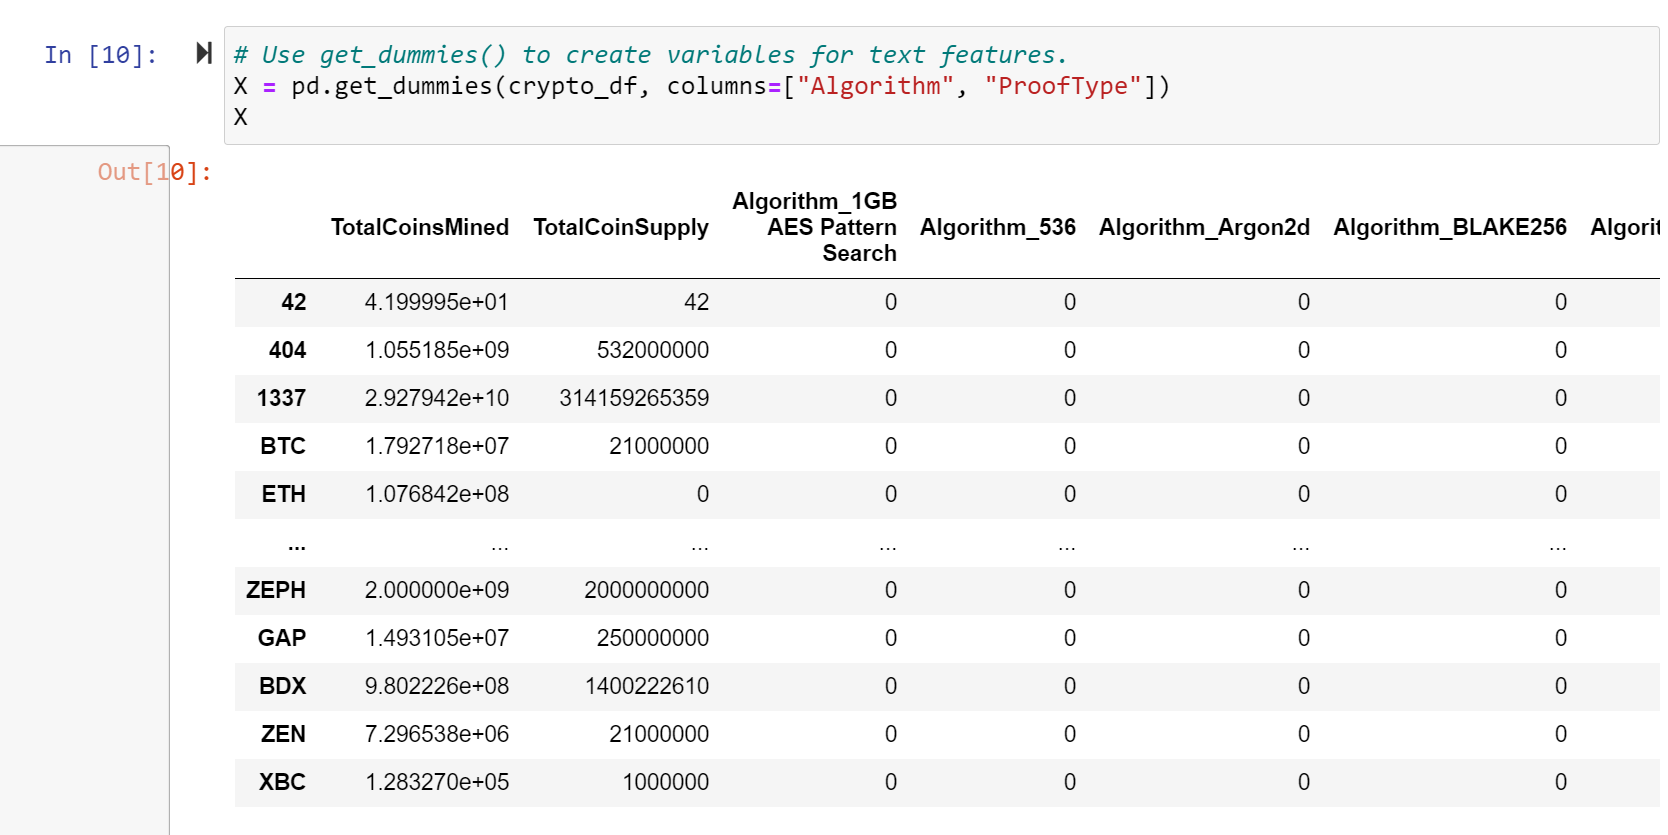 In [10]:
# Use get_dummies() to create variables for text features.
X = pd.get_dummies(crypto_df, columns=["Algorithm", "ProofType"])
X
Out[10]:
TotalCoinsMined TotalCoinSupply Algorithm_1GB AES Pattern Search Algorithm_536 Algorithm_Argon2d Algorithm_BLAKE256
42 4.199995e+01 42 0 0 0 0
404 1.055185e+09 532000000 0 0 0 0
1337 2.927942e+10 314159265359 0 0 0 0
BTC 1.792718e+07 21000000 0 0 0 0
ETH 1.076842e+08 0 0 0 0 0
... ... ... ... ... ... ...
ZEPH 2.000000e+09 2000000000 0 0 0 0
GAP 1.493105e+07 250000000 0 0 0 0
BDX 9.802226e+08 1400222610 0 0 0 0
ZEN 7.296538e+06 21000000 0 0 0 0
XBC 1.283270e+05 1000000 0 0 0 0